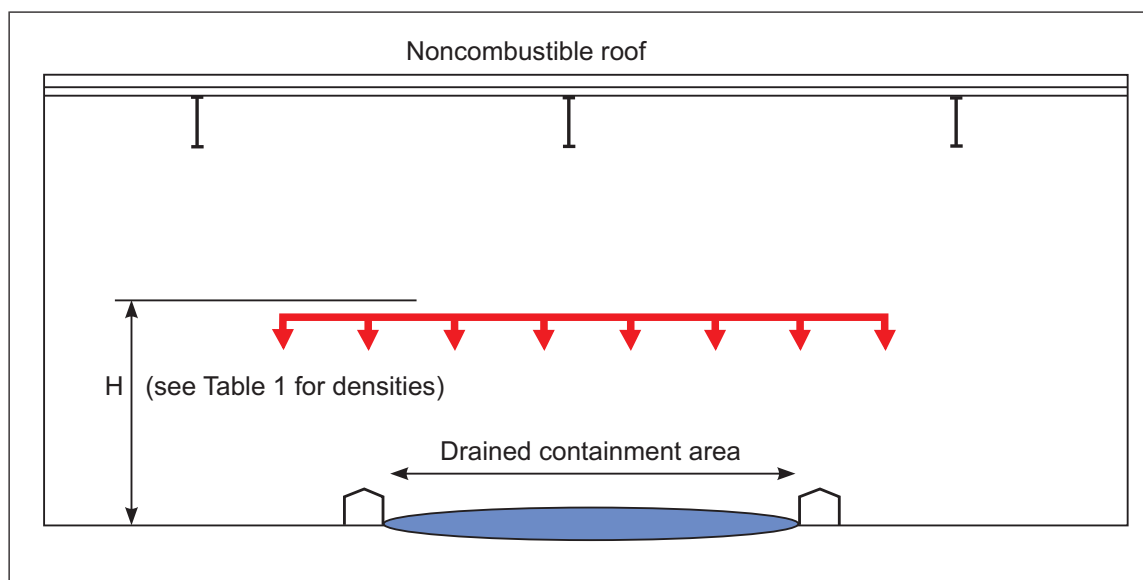 Noncombustible roof
H (see Table 1 for densities)
Drained containment area